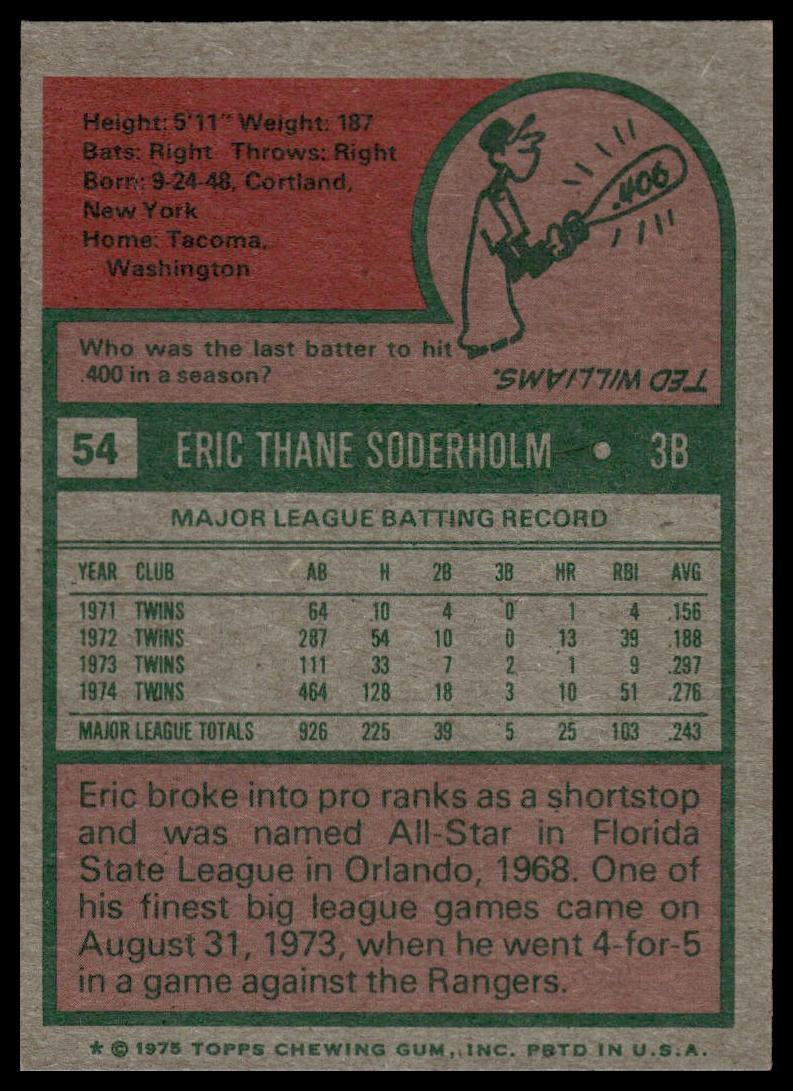 Height: 5'11" Weight: 187
Bats: Right Throws: Right
Born: 9-24-48, Cortland,
New York
Home: Tacoma,
Washington
.406
Who was the last batter to hit
.400 in a season?
TED WILLIAMS.
54 ERIC THANE SODERHOLM • 3B
MAJOR LEAGUE BATTING RECORD
YEAR CLUB AB H 2B 3B HR RBI AVG
1971 TWINS 64 10 4 0 1 4 .156
1972 TWINS 287 54 10 0 13 39 .188
1973 TWINS 111 33 7 2 1 9 .297
1974 TWINS 464 128 18 3 10 51 .276
MAJOR LEAGUE TOTALS 926 225 39 5 25 103 .243
Eric broke into pro ranks as a shortstop
and was named All-Star in Florida
State League in Orlando, 1968. One of
his finest big league games came on
August 31, 1973, when he went 4-for-5
in a game against the Rangers.
* © 1975 TOPPS CHEWING GUM, INC. PRTD IN U.S.A.